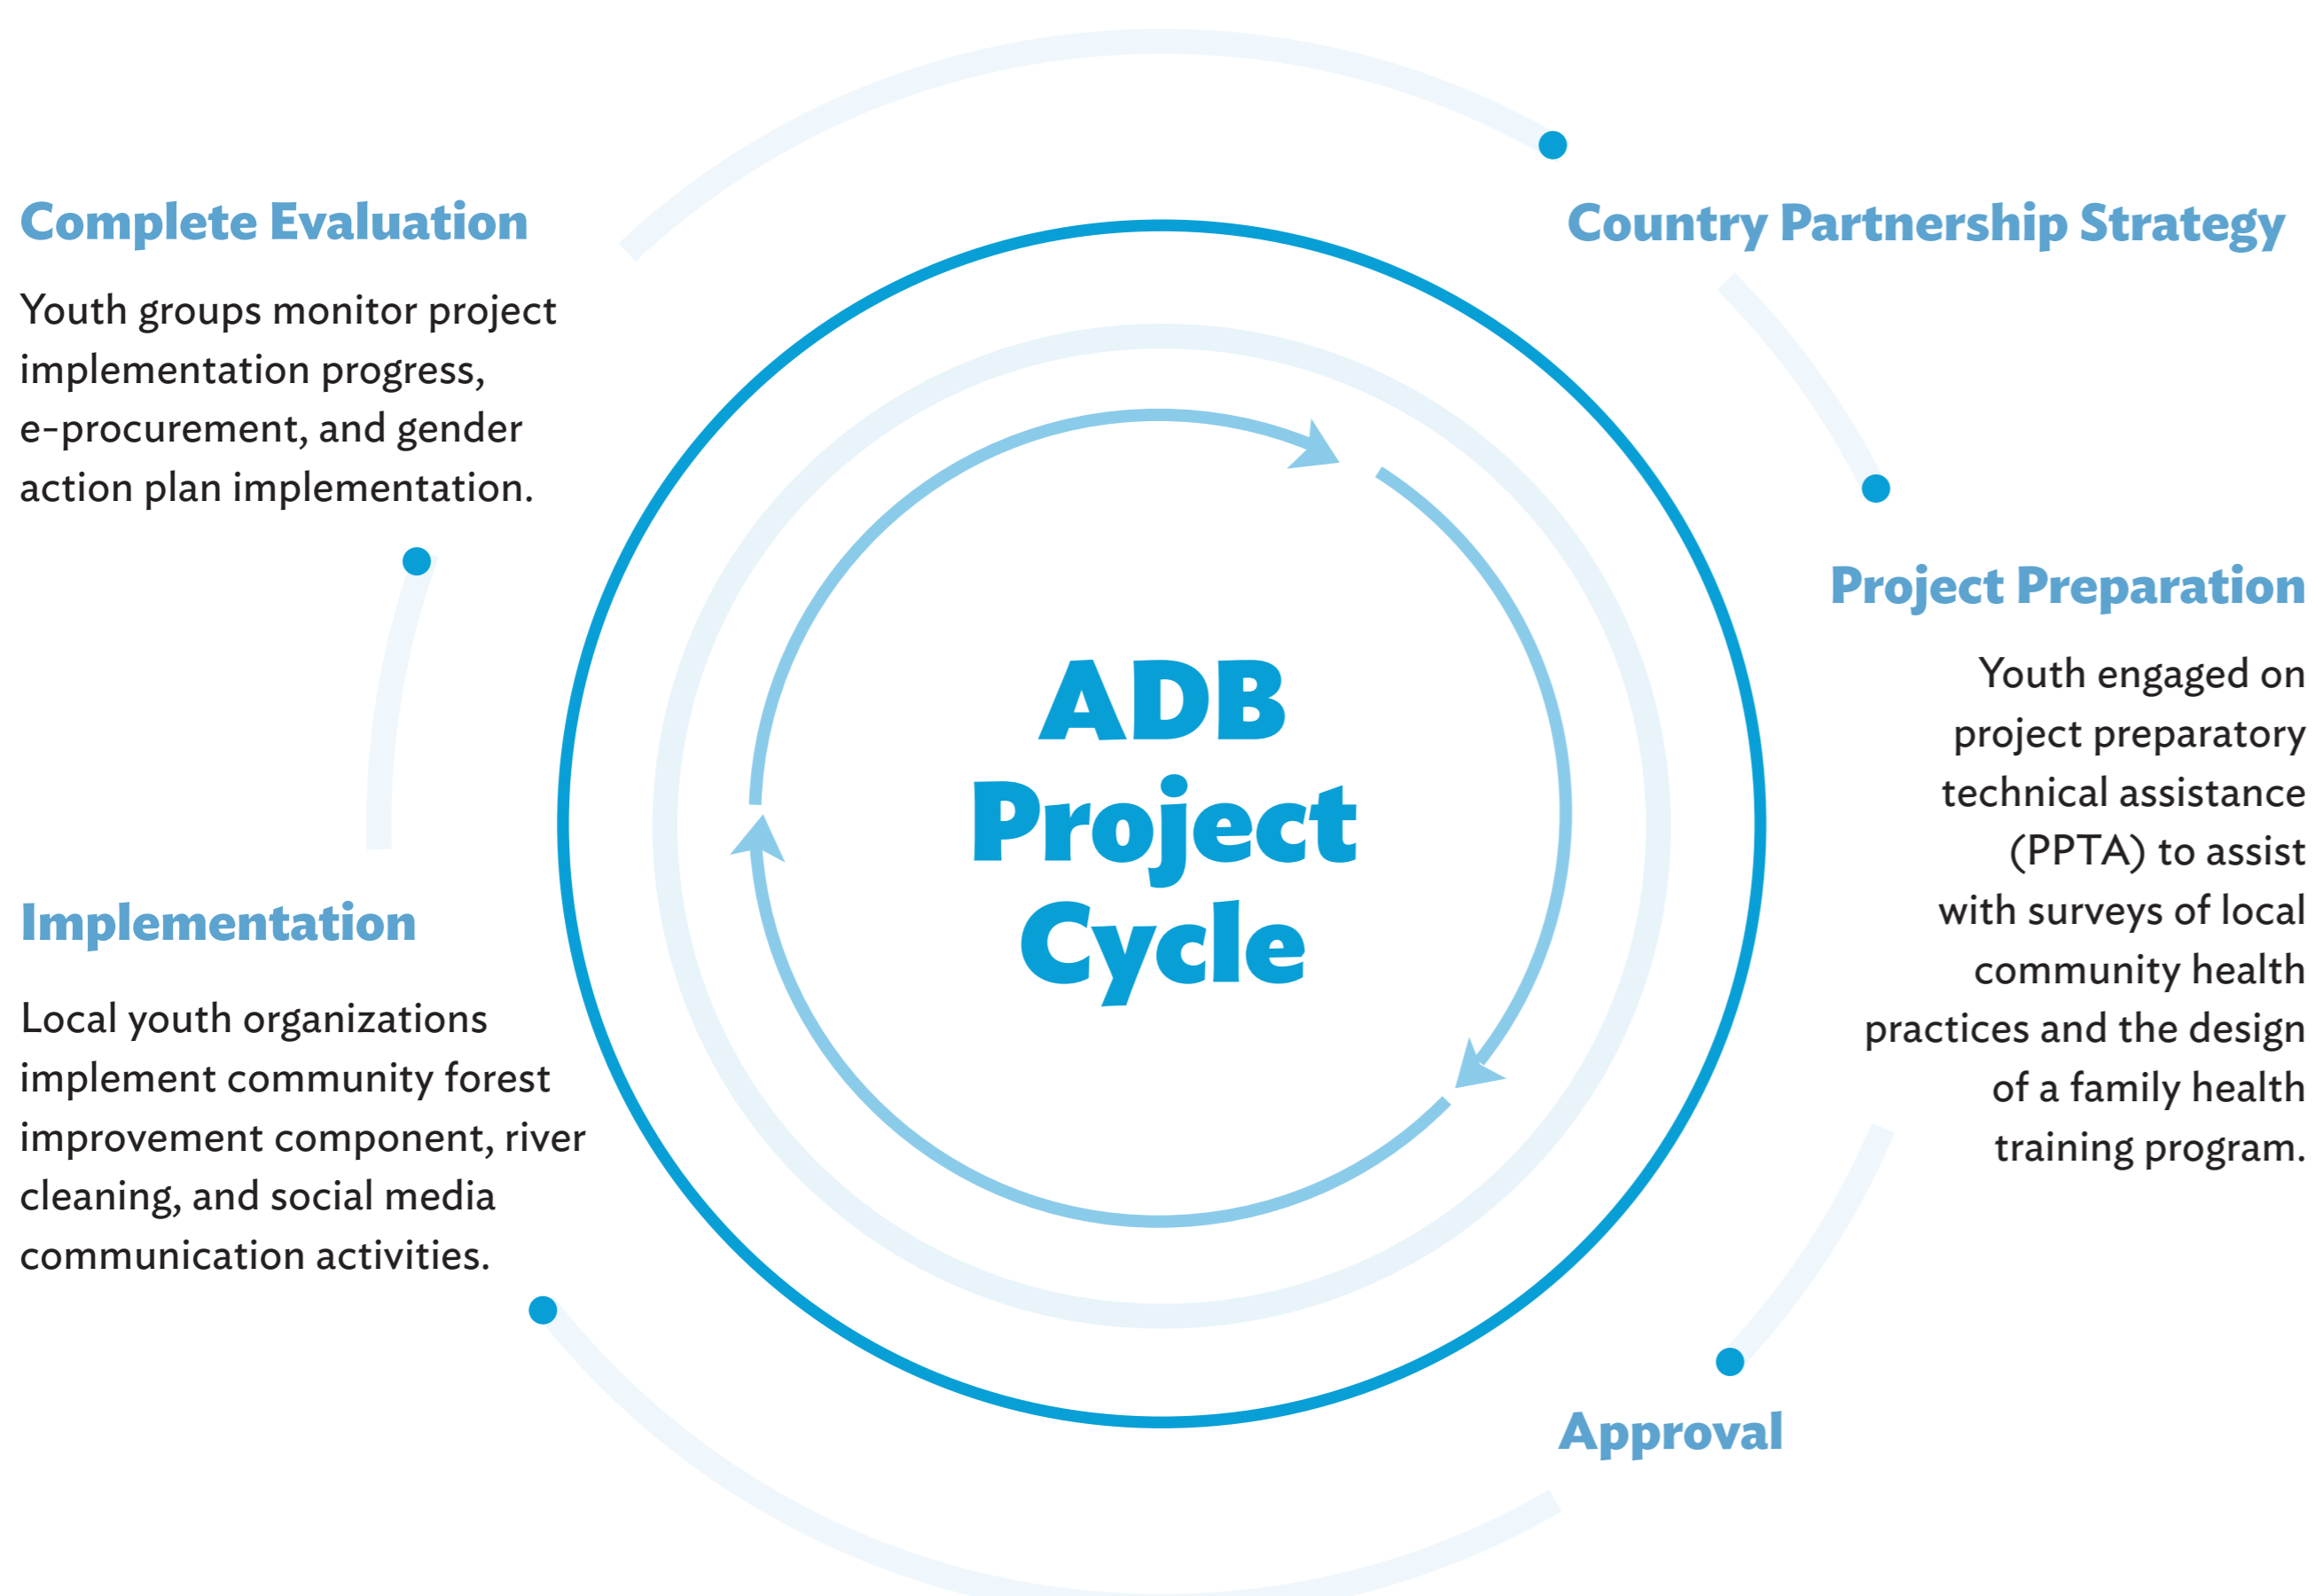 Complete Evaluation
Youth groups monitor project
implementation progress,
e-procurement, and gender
action plan implementation.
Country Partnership Strategy
Project Preparation
Youth engaged on
project preparatory
technical assistance
(PPTA) to assist
with surveys of local
community health
practices and the design
of a family health
training program.
ADB
Project
Cycle
Implementation
Local youth organizations
implement community forest
improvement component, river
cleaning, and social media
communication activities.
Approval